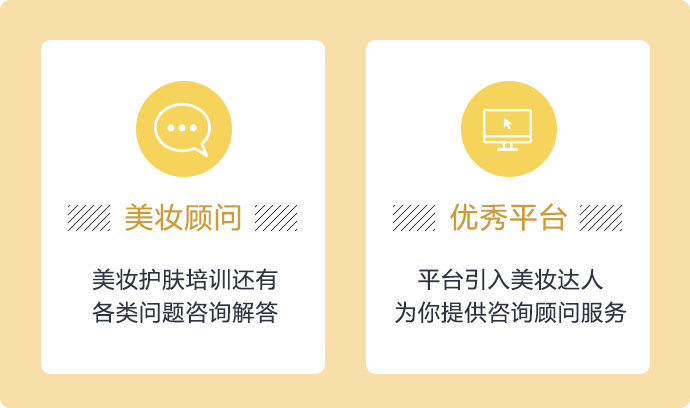 美妆顾问
美妆护肤培训还有
各类问题咨询解答
优秀平台
平台引入美妆达人
为你提供咨询顾问服务